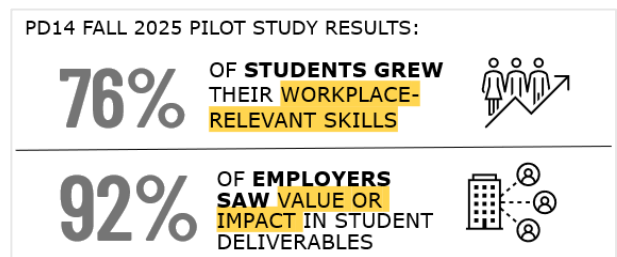 PD14 FALL 2025 PILOT STUDY RESULTS:
76%
OF STUDENTS GREW
THEIR WORKPLACE-
RELEVANT SKILLS
92%
OF EMPLOYERS
SAW VALUE OR
IMPACT IN STUDENT
DELIVERABLES